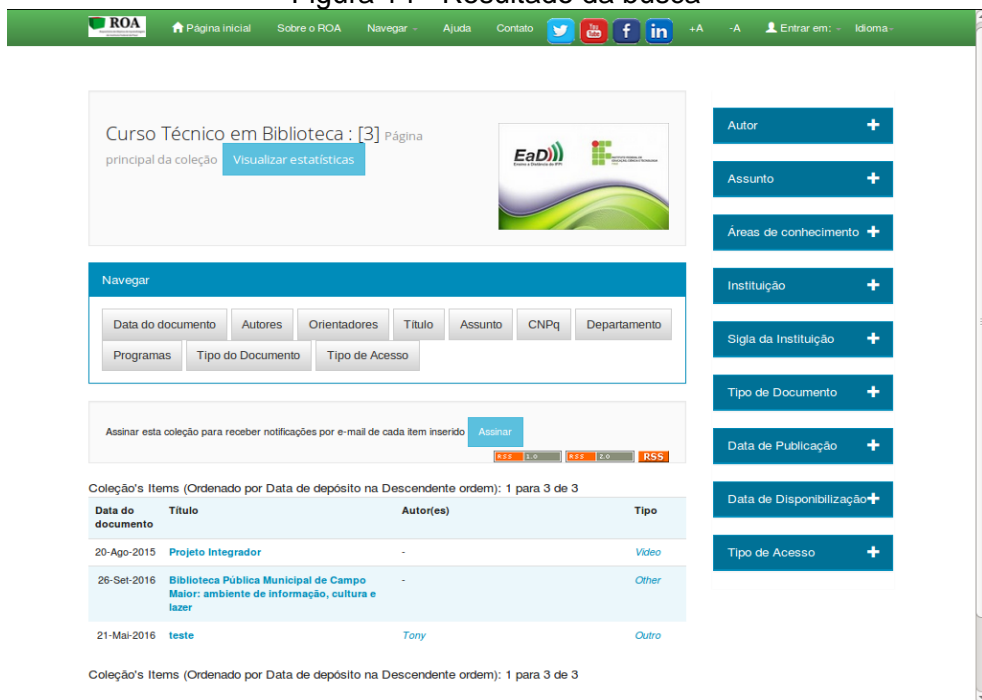 Figura 14 - Resultado da busca
ROA
Página inicial Sobre o ROA Navegar Ajuda Contato You Tube f in +A -A Entrar em: Idioma
Curso Técnico em Biblioteca : [3] Página
principal da coleção Visualizar estatísticas
EaD
Navegar
Data do documento Autores Orientadores Título Assunto CNPq Departamento
Programas Tipo do Documento Tipo de Acesso
Assinar esta coleção para receber notificações por e-mail de cada item inserido Assinar
RSS 1.0 RSS 2.0 RSS
Coleção's Items (Ordenado por Data de depósito na Descendente ordem): 1 para 3 de 3
Data do Título Autor(es) Tipo
documento
20-Ago-2015 Projeto Integrador - Video
26-Set-2016 Biblioteca Pública Municipal de Campo - Other
Maior: ambiente de informação, cultura e
lazer
21-Mai-2016 teste Tony Outro
Coleção's Items (Ordenado por Data de depósito na Descendente ordem): 1 para 3 de 3
Autor
Assunto
Áreas de conhecimento
Instituição
Sigla da Instituição
Tipo de Documento
Data de Publicação
Data de Disponibilização
Tipo de Acesso